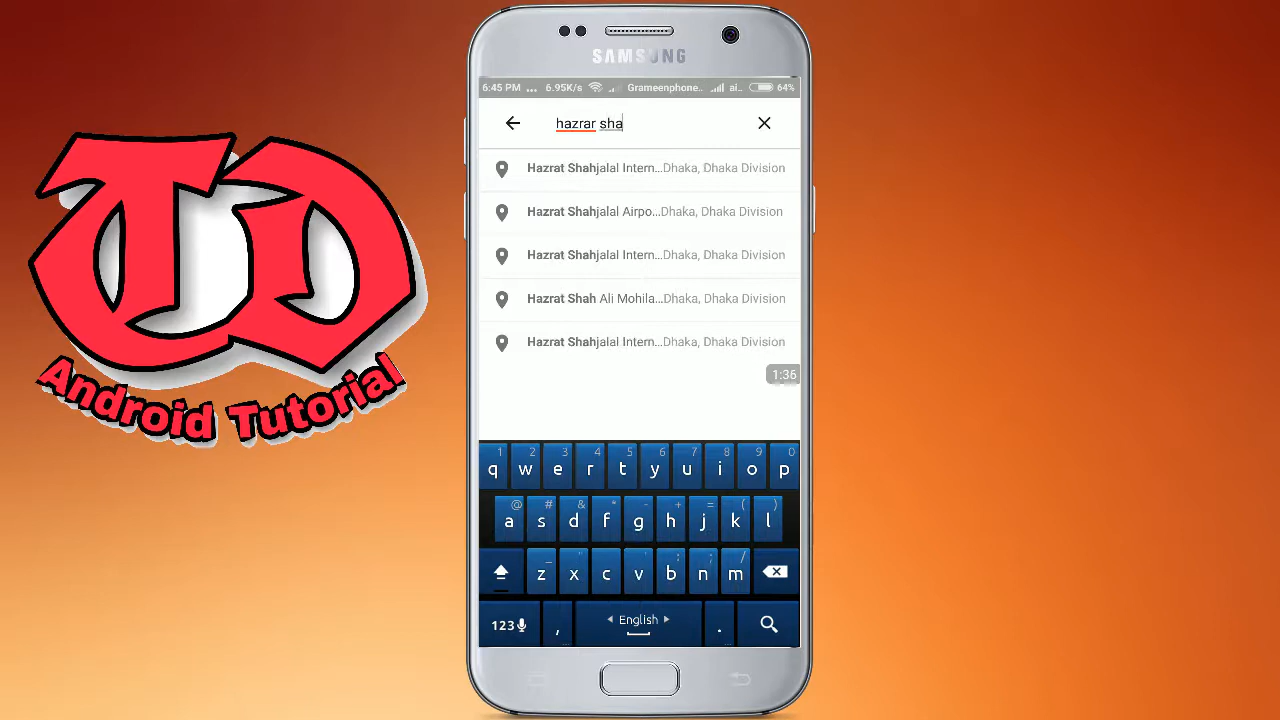 TD
Android Tutorial
SAMSUNG
6:45 PM ... 6.95K/s Grameenphone.. ai.. 64%
hazrar sha
Hazrat Shahjalal Intern...Dhaka, Dhaka Division
Hazrat Shahjalal Airpo...Dhaka, Dhaka Division
Hazrat Shahjalal Intern...Dhaka, Dhaka Division
Hazrat Shah Ali Mohila...Dhaka, Dhaka Division
Hazrat Shahjalal Intern...Dhaka, Dhaka Division
1:36
1 2 3 4 5 6 7 8 9 0
q w e r t y u i o p
@ # & * - + = ( )
a s d f g h j k l
_ " ' : ; /
z x c v b n m
123 , English .